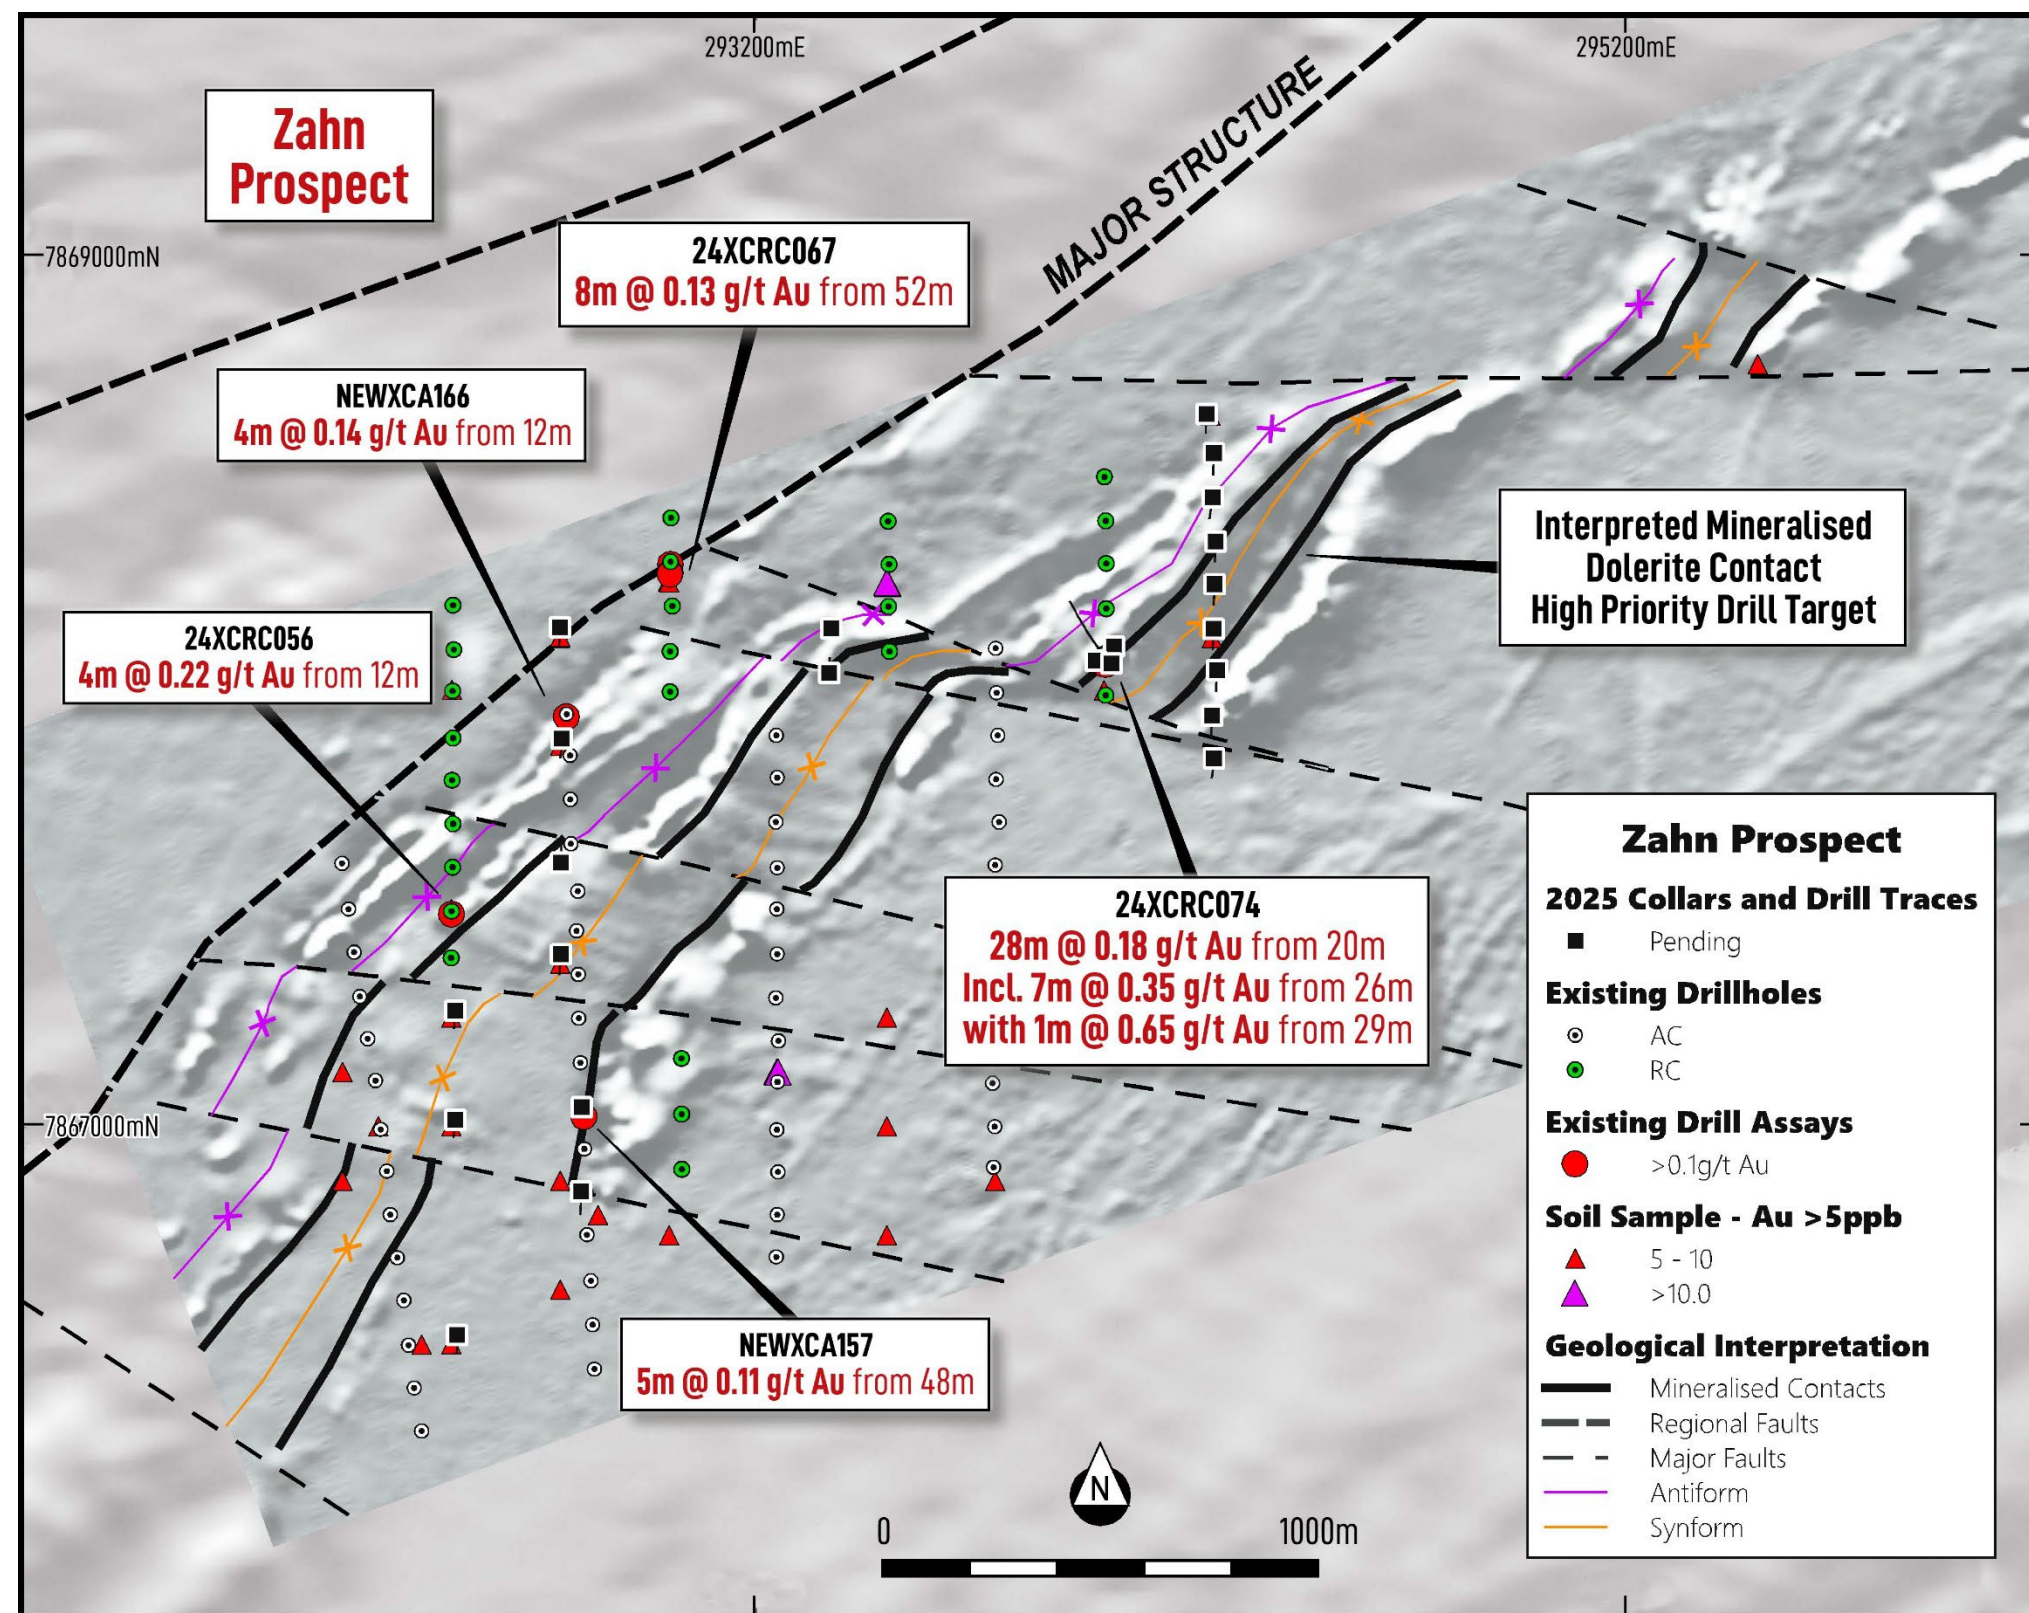 293200mE
295200mE
Zahn
Prospect
MAJOR STRUCTURE
7869000mN
24XCRC067
8m @ 0.13 g/t Au from 52m
NEWXCA166
4m @ 0.14 g/t Au from 12m
Interpreted Mineralised
Dolerite Contact
High Priority Drill Target
24XCRC056
4m @ 0.22 g/t Au from 12m
24XCRC074
28m @ 0.18 g/t Au from 20m
Incl. 7m @ 0.35 g/t Au from 26m
with 1m @ 0.65 g/t Au from 29m
7867000mN
NEWXCA157
5m @ 0.11 g/t Au from 48m
Zahn Prospect
2025 Collars and Drill Traces
Pending
Existing Drillholes
AC
RC
Existing Drill Assays
>0.1g/t Au
Soil Sample - Au >5ppb
5 - 10
>10.0
Geological Interpretation
Mineralised Contacts
Regional Faults
Major Faults
Antiform
Synform
N
0 1000m